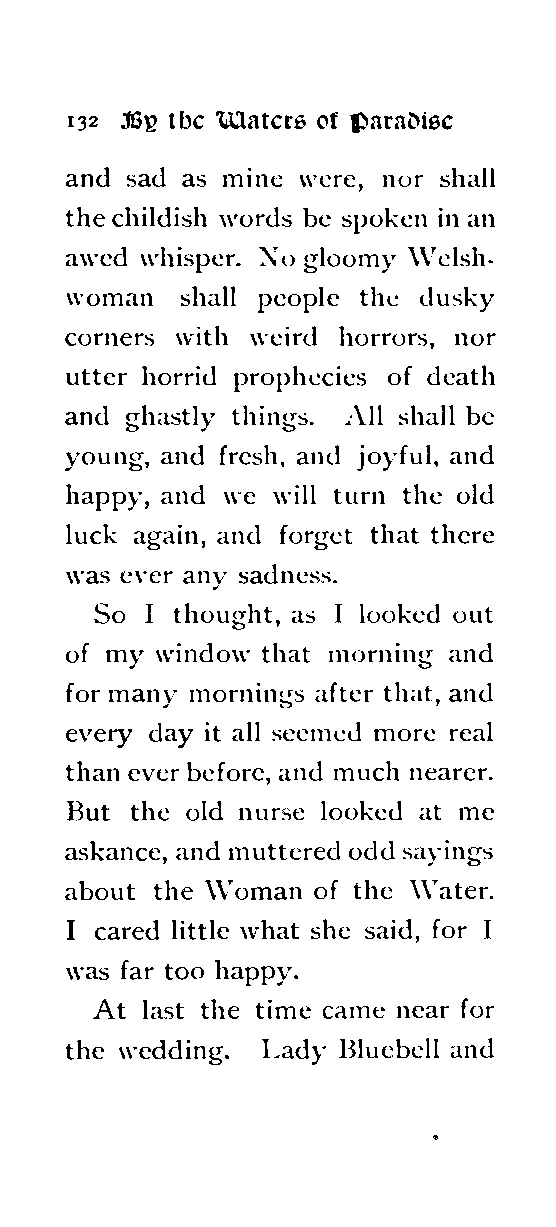 132 By the Waters of Paradise
and sad as mine were, nor shall
the childish words be spoken in an
awed whisper. No gloomy Welsh-
woman shall people the dusky
corners with weird horrors, nor
utter horrid prophecies of death
and ghastly things. All shall be
young, and fresh, and joyful, and
happy, and we will turn the old
luck again, and forget that there
was ever any sadness.
So I thought, as I looked out
of my window that morning and
for many mornings after that, and
every day it all seemed more real
than ever before, and much nearer.
But the old nurse looked at me
askance, and muttered odd sayings
about the Woman of the Water.
I cared little what she said, for I
was far too happy.
At last the time came near for
the wedding. Lady Bluebell and